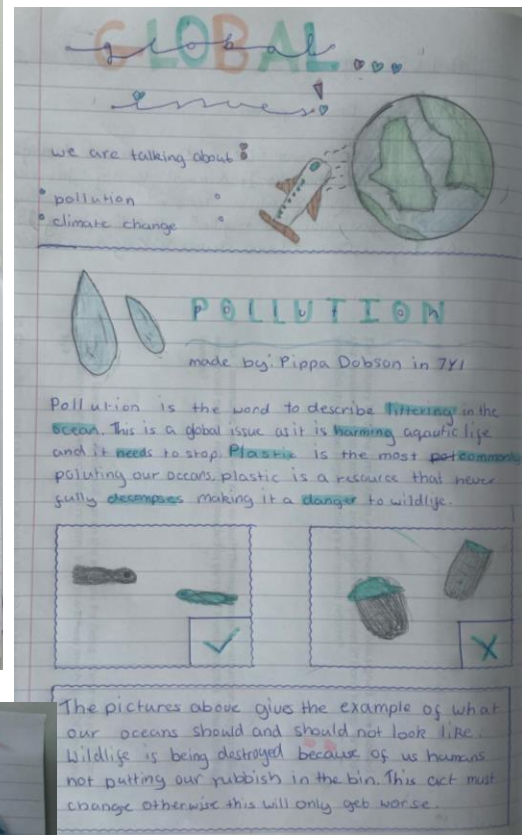 GLOBAL
global...
issues!
we are talking about:
• pollution
• climate change
POLLUTION
made by: Pippa Dobson in 7Y1
Pollution is the word to describe littering in the
ocean. This is a global issue as it is harming aqautic life
and it needs to stop. Plastic is the most pot commonly
poluting our oceans. plastic is a resource that never
fully decompses making it a danger to wildlife.
The pictures above gives the example of what
our oceans should and should not look like.
Wildlife is being destroyed because of us humans
not putting our rubbish in the bin. This act must
change otherwise this will only get worse.